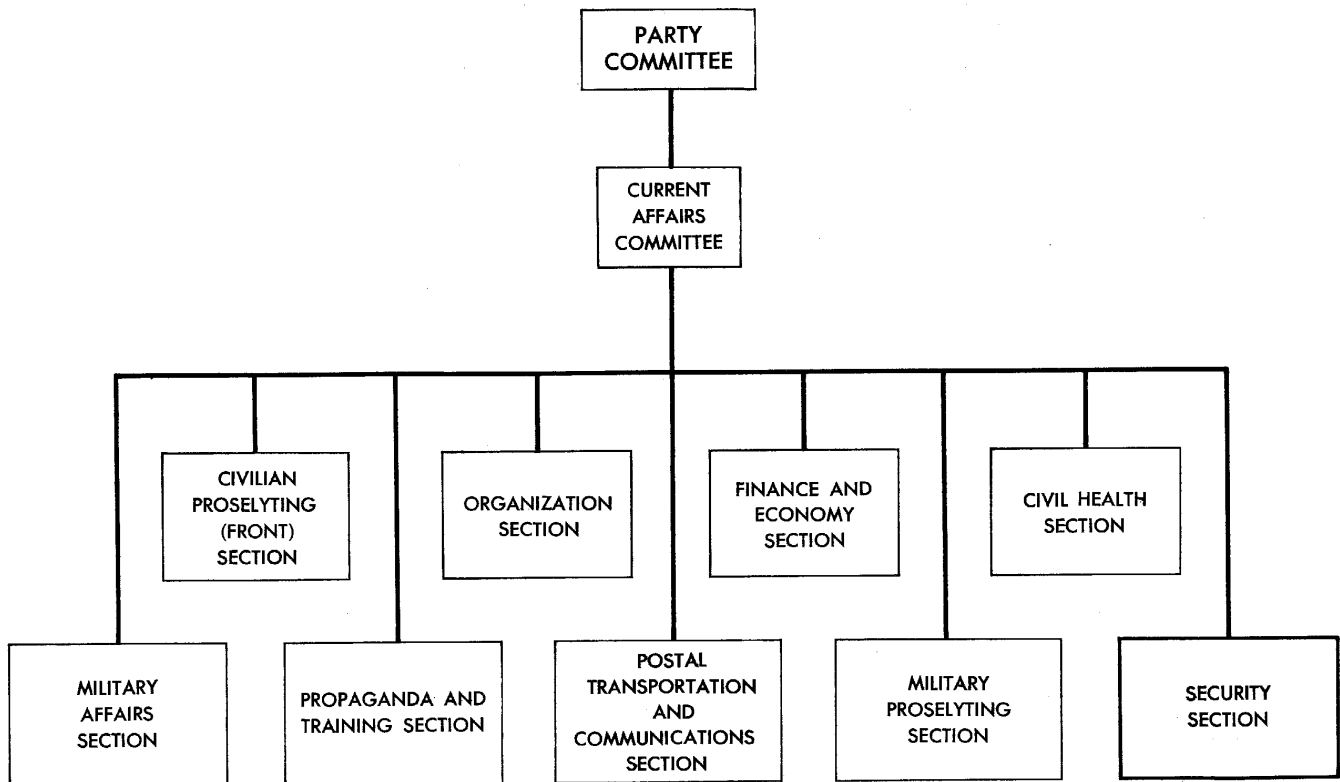 PARTY
COMMITTEE
CURRENT
AFFAIRS
COMMITTEE
CIVILIAN
PROSELYTING
(FRONT)
SECTION
ORGANIZATION
SECTION
FINANCE AND
ECONOMY
SECTION
CIVIL HEALTH
SECTION
MILITARY
AFFAIRS
SECTION
PROPAGANDA AND
TRAINING SECTION
POSTAL
TRANSPORTATION
AND
COMMUNICATIONS
SECTION
MILITARY
PROSELYTING
SECTION
SECURITY
SECTION